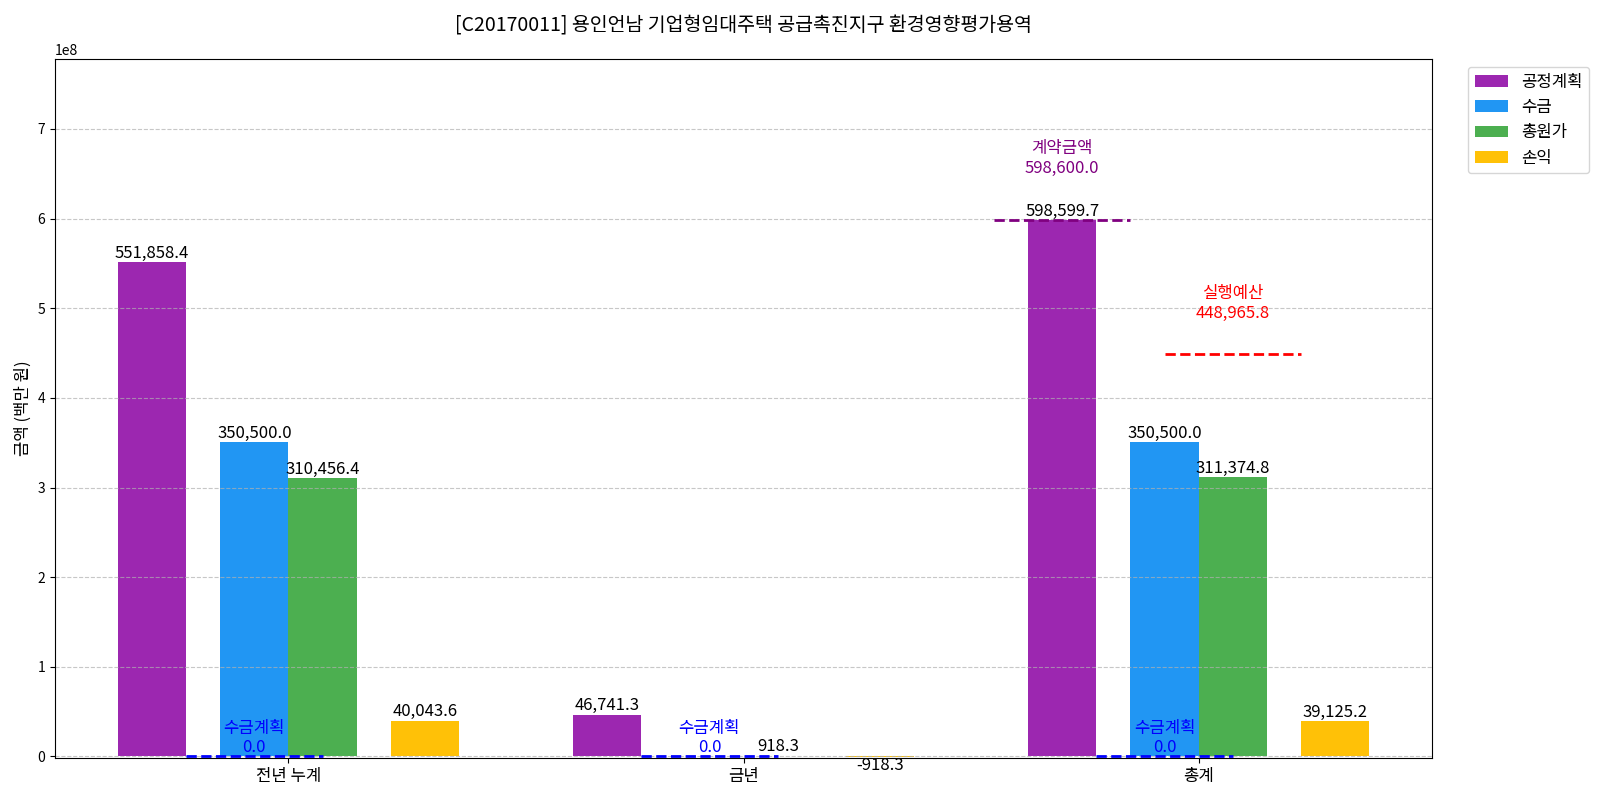 [C20170011] 용인언남 기업형임대주택 공급촉진지구 환경영향평가용역
1e8
금액 (백만 원)
7
6
5
4
3
2
1
0
551,858.4
350,500.0
310,456.4
40,043.6
수금계획
0.0
전년 누계
46,741.3
수금계획
0.0
918.3
-918.3
금년
계약금액
598,600.0
598,599.7
실행예산
448,965.8
350,500.0
311,374.8
39,125.2
수금계획
0.0
총계
공정계획
수금
총원가
손익